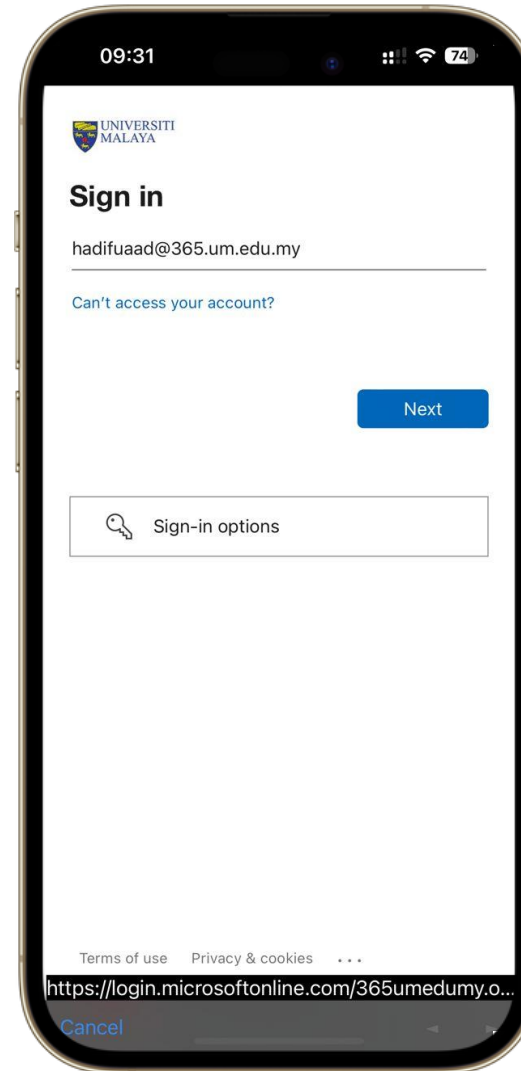 09:31
74
UNIVERSITI
MALAYA
Sign in
hadifuaad@365.um.edu.my
Can't access your account?
Next
Sign-in options
Terms of use Privacy & cookies ...
https://login.microsoftonline.com/365umedumy.o...
Cancel